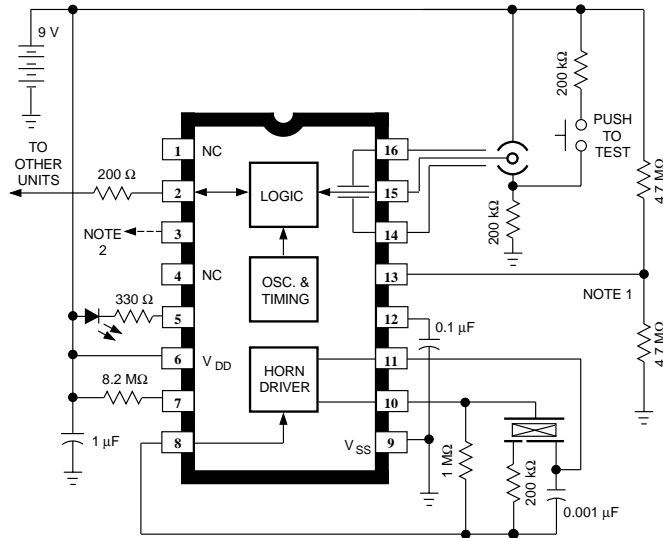 9 V
TO
OTHER
UNITS
200 Ω
NOTE
2
330 Ω
8.2 MΩ
1 µF
1
NC
2
3
4
NC
5
6
V DD
7
8
LOGIC
OSC. &
TIMING
HORN
DRIVER
16
15
14
13
12
11
10
V SS
9
0.1 µF
1 MΩ
200 kΩ
0.001 µF
200 kΩ
200 kΩ
PUSH
TO
TEST
4.7 MΩ
NOTE 1
4.7 MΩ